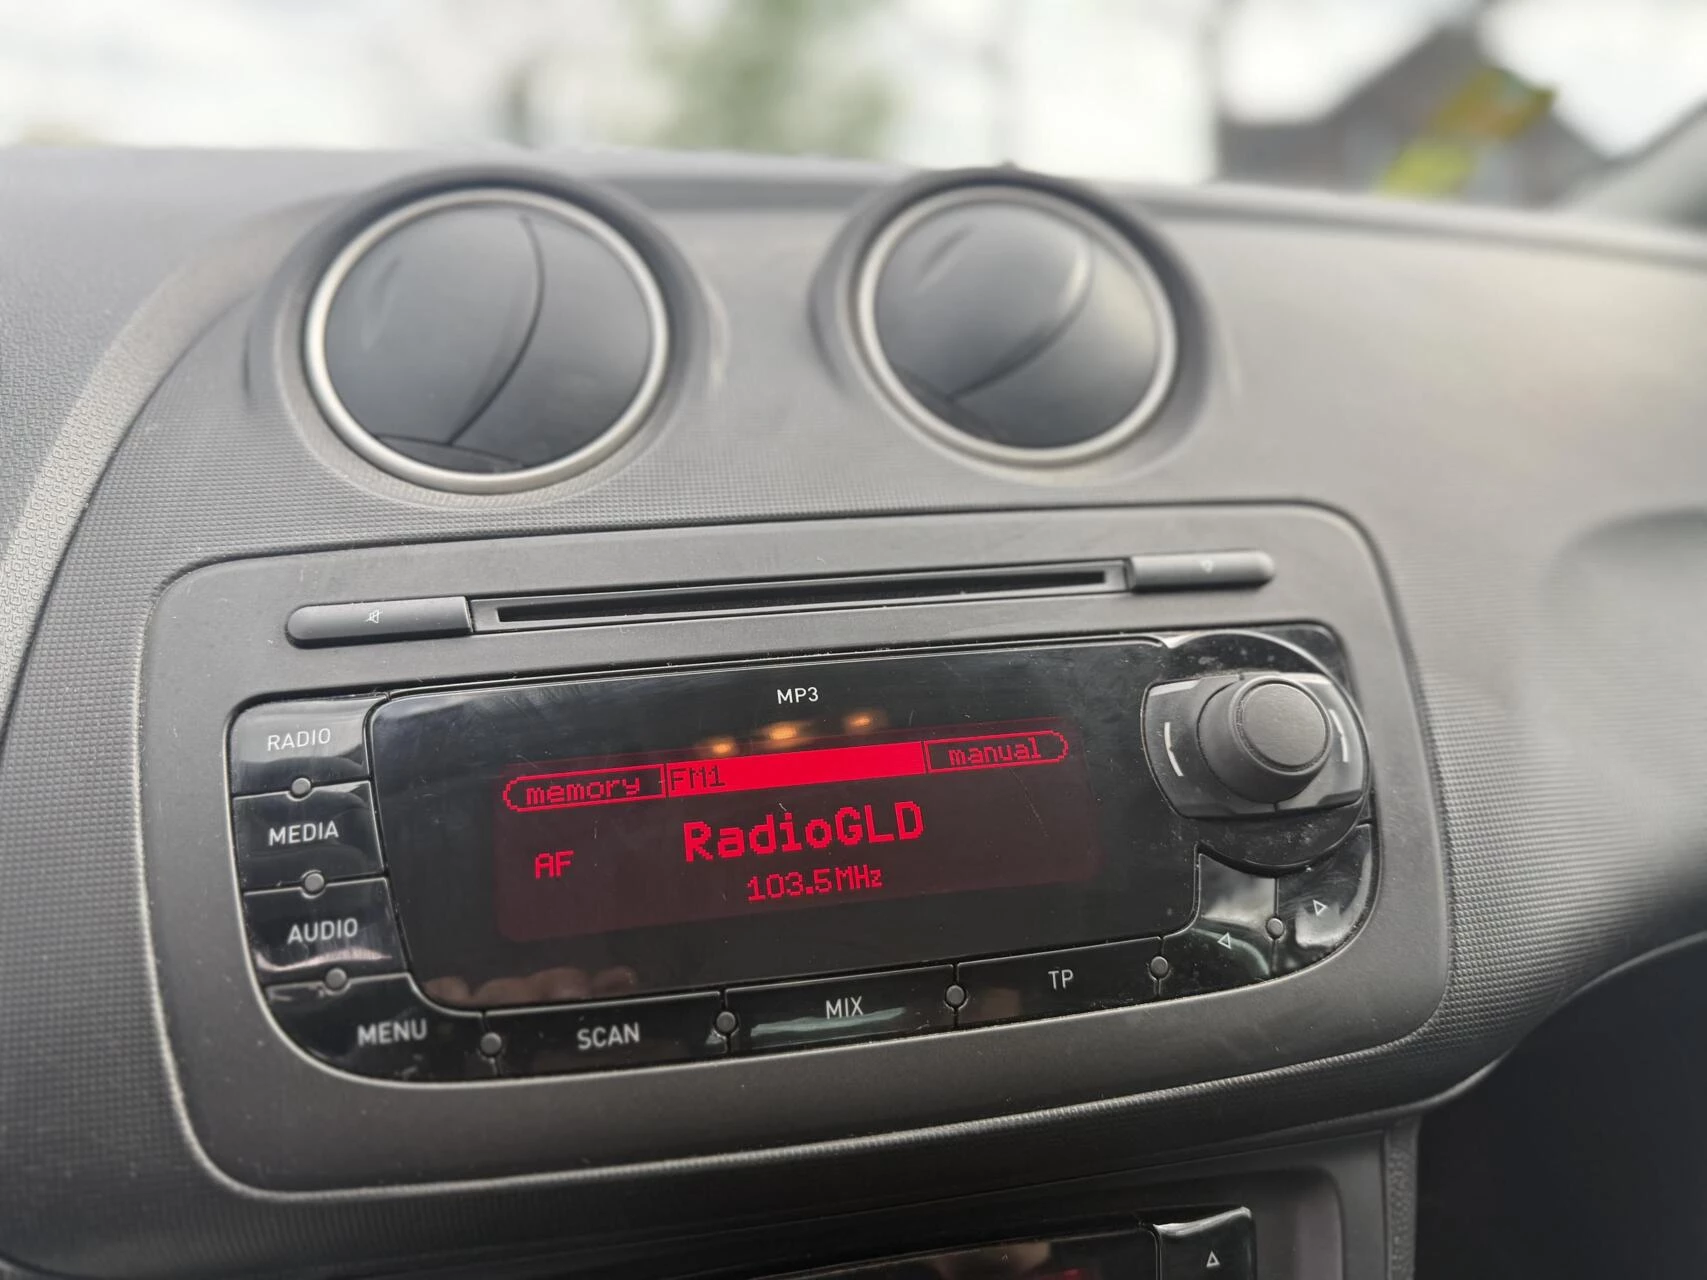 MP3
RADIO
memory FM1 manual
MEDIA
RadioGLD
AF
103.5MHz
AUDIO
MENU SCAN MIX TP